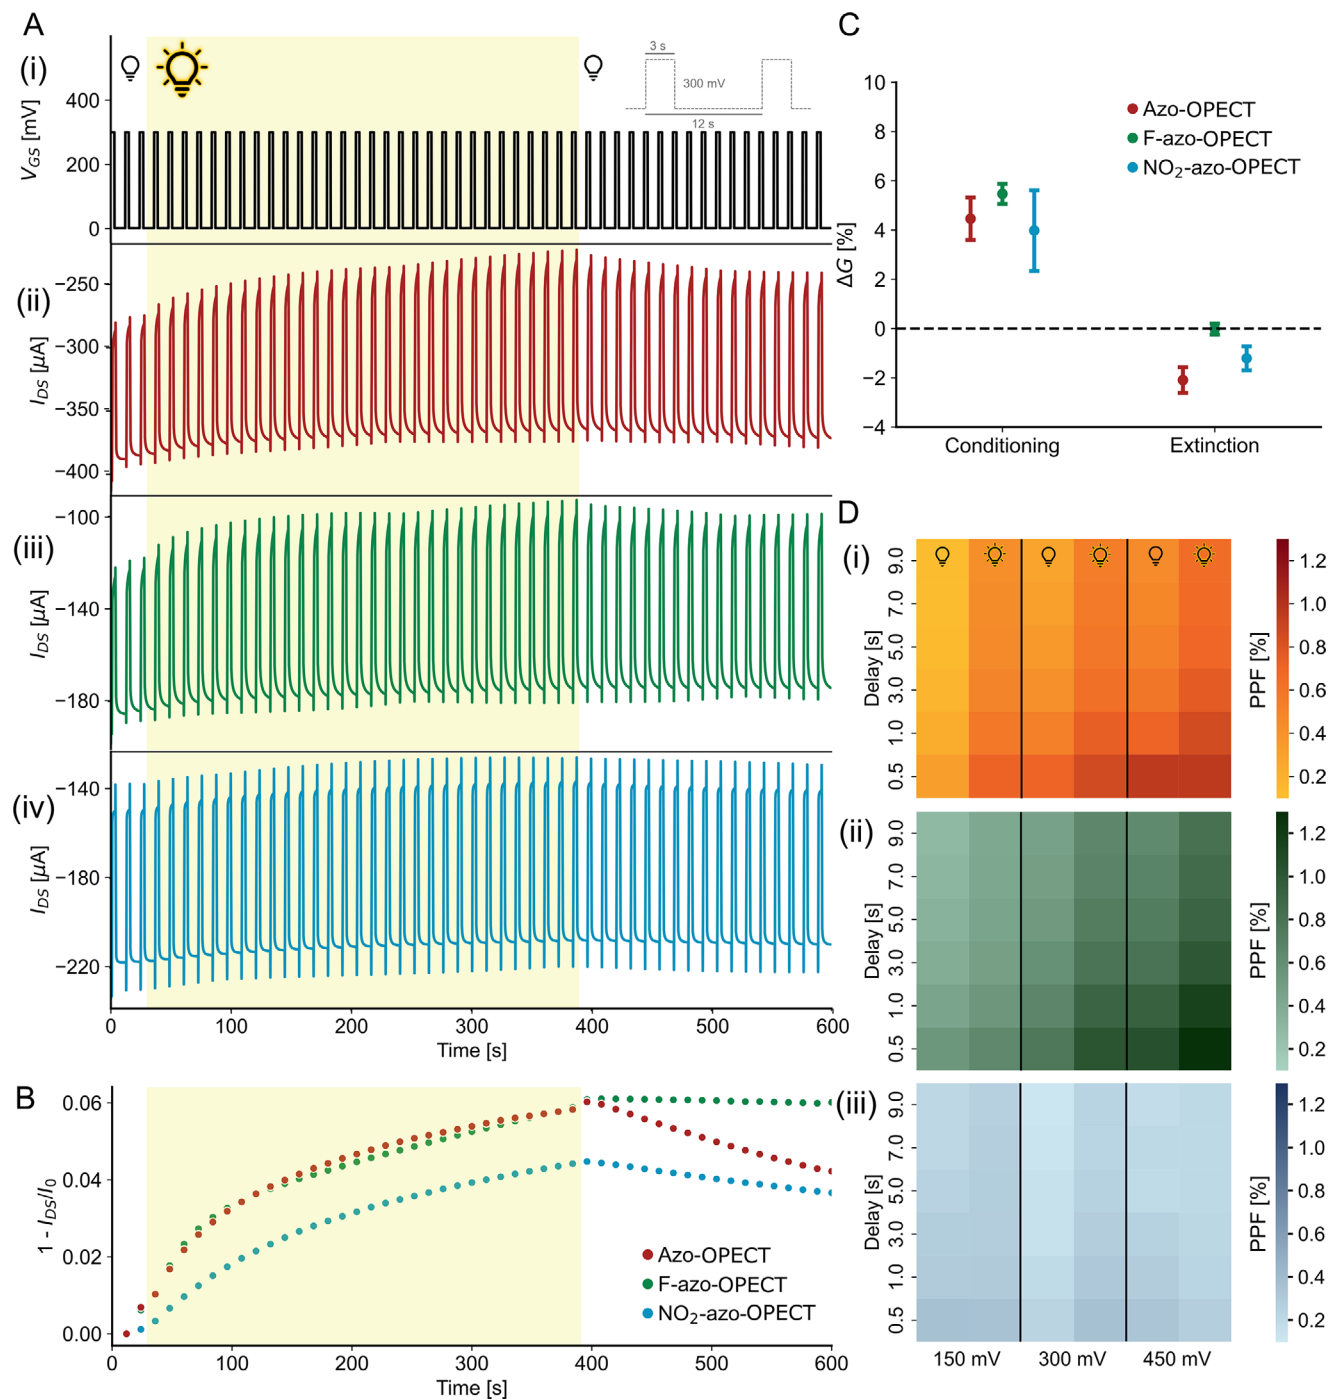 A
(i)
V_GS [mV]
400
200
0
3 s
300 mV
12 s
(ii)
I_DS [μA]
−250
−300
−350
−400
(iii)
I_DS [μA]
−100
−140
−180
(iv)
I_DS [μA]
−140
−180
−220
0 100 200 300 400 500 600
Time [s]
B
1 - I_DS/I_0
0.06
0.04
0.02
0.00
Azo-OPECT
F-azo-OPECT
NO₂-azo-OPECT
0 100 200 300 400 500 600
Time [s]
C
ΔG [%]
10
8
6
4
2
0
−2
−4
Azo-OPECT
F-azo-OPECT
NO₂-azo-OPECT
Conditioning Extinction
D
(i)
Delay [s]
9.0
7.0
5.0
3.0
1.0
0.5
PPF [%]
1.2
1.0
0.8
0.6
0.4
0.2
(ii)
Delay [s]
9.0
7.0
5.0
3.0
1.0
0.5
PPF [%]
1.2
1.0
0.8
0.6
0.4
0.2
(iii)
Delay [s]
9.0
7.0
5.0
3.0
1.0
0.5
PPF [%]
1.2
1.0
0.8
0.6
0.4
0.2
150 mV 300 mV 450 mV